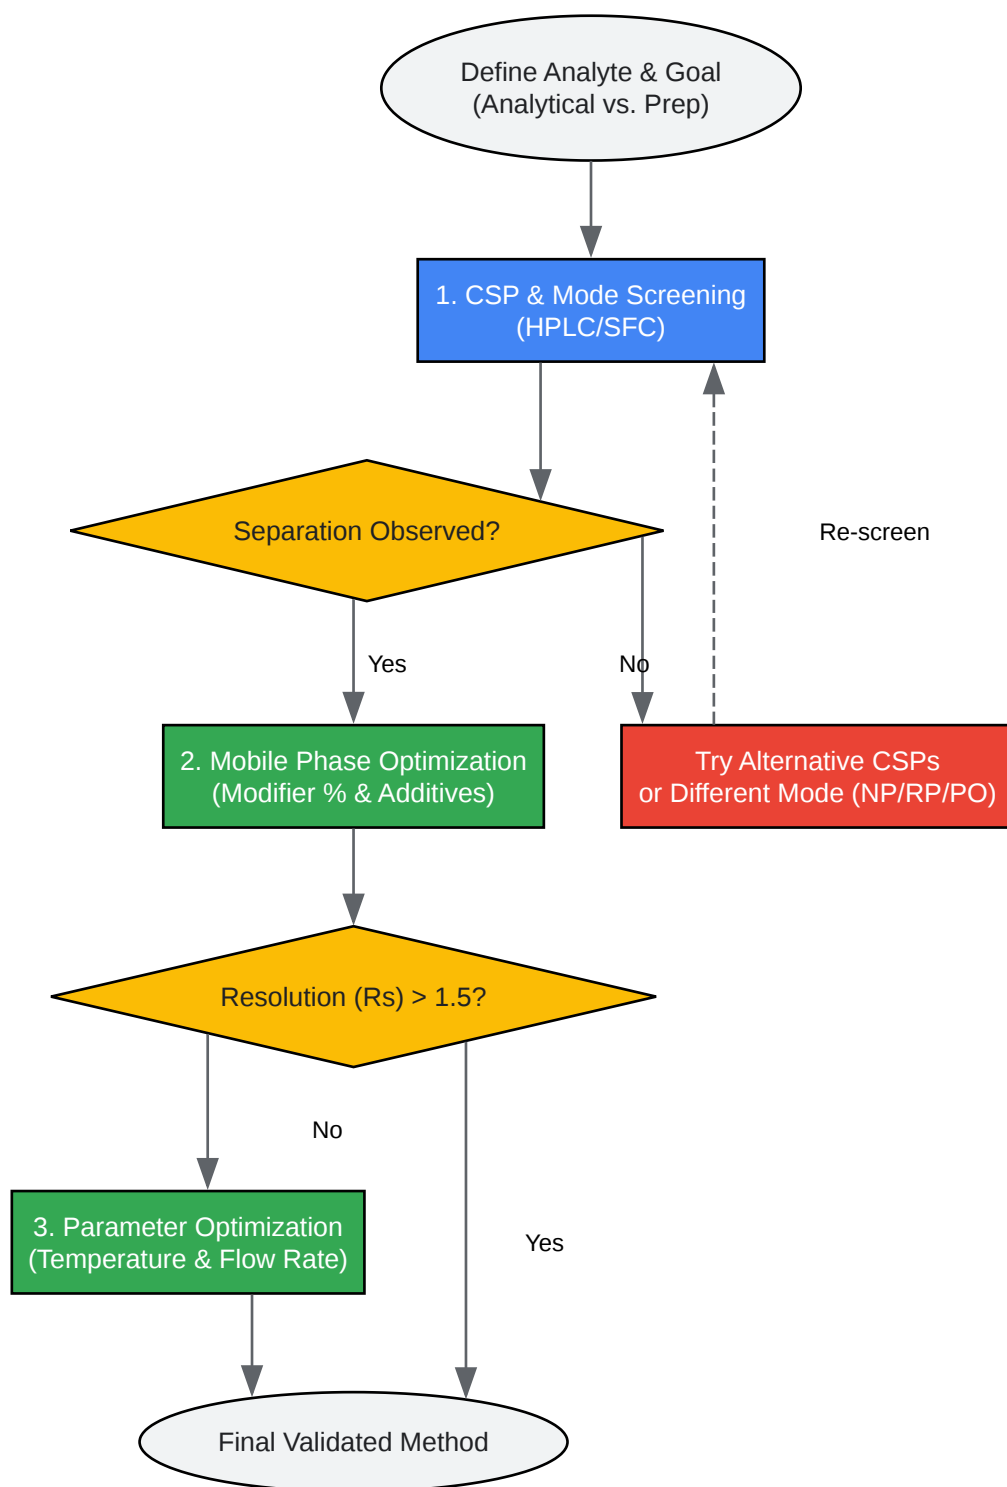 Define Analyte & Goal
(Analytical vs. Prep)
1. CSP & Mode Screening
(HPLC/SFC)
Separation Observed?
Re-screen
Yes
No
2. Mobile Phase Optimization
(Modifier % & Additives)
Try Alternative CSPs
or Different Mode (NP/RP/PO)
Resolution (Rs) > 1.5?
No
3. Parameter Optimization
(Temperature & Flow Rate)
Yes
Final Validated Method